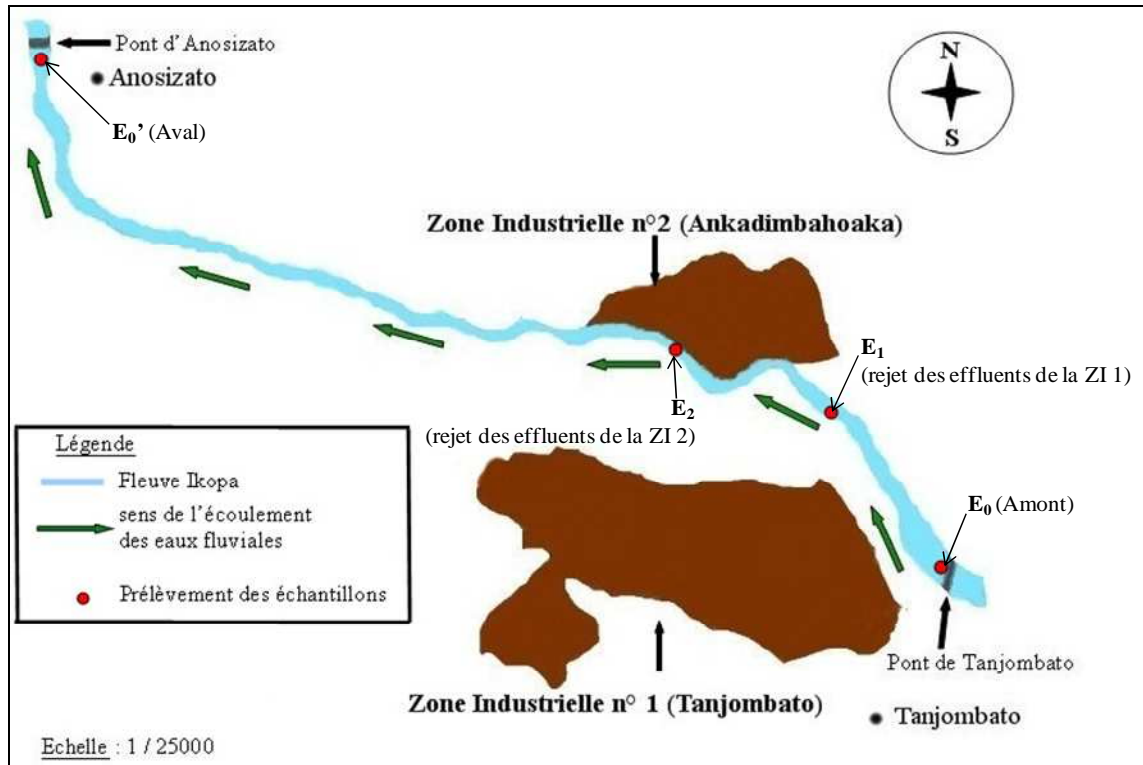 Pont d'Anosizato
Anosizato
E₀' (Aval)
N
S
Zone Industrielle n°2 (Ankadimbahoaka)
E₁
(rejet des effluents de la ZI 1)
E₂
(rejet des effluents de la ZI 2)
E₀ (Amont)
Légende
Fleuve Ikopa
sens de l'écoulement
des eaux fluviales
Prélèvement des échantillons
Pont de Tanjombato
Zone Industrielle n° 1 (Tanjombato)
Tanjombato
Echelle : 1 / 25000